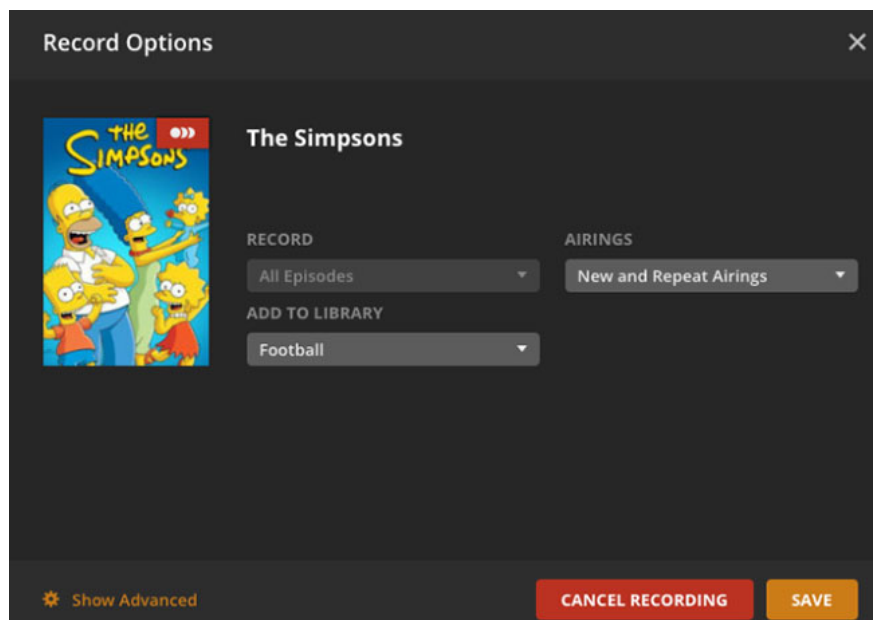 Record Options
THE
SIMPSONS
The Simpsons
RECORD
AIRINGS
All Episodes
New and Repeat Airings
ADD TO LIBRARY
Football
Show Advanced
CANCEL RECORDING
SAVE